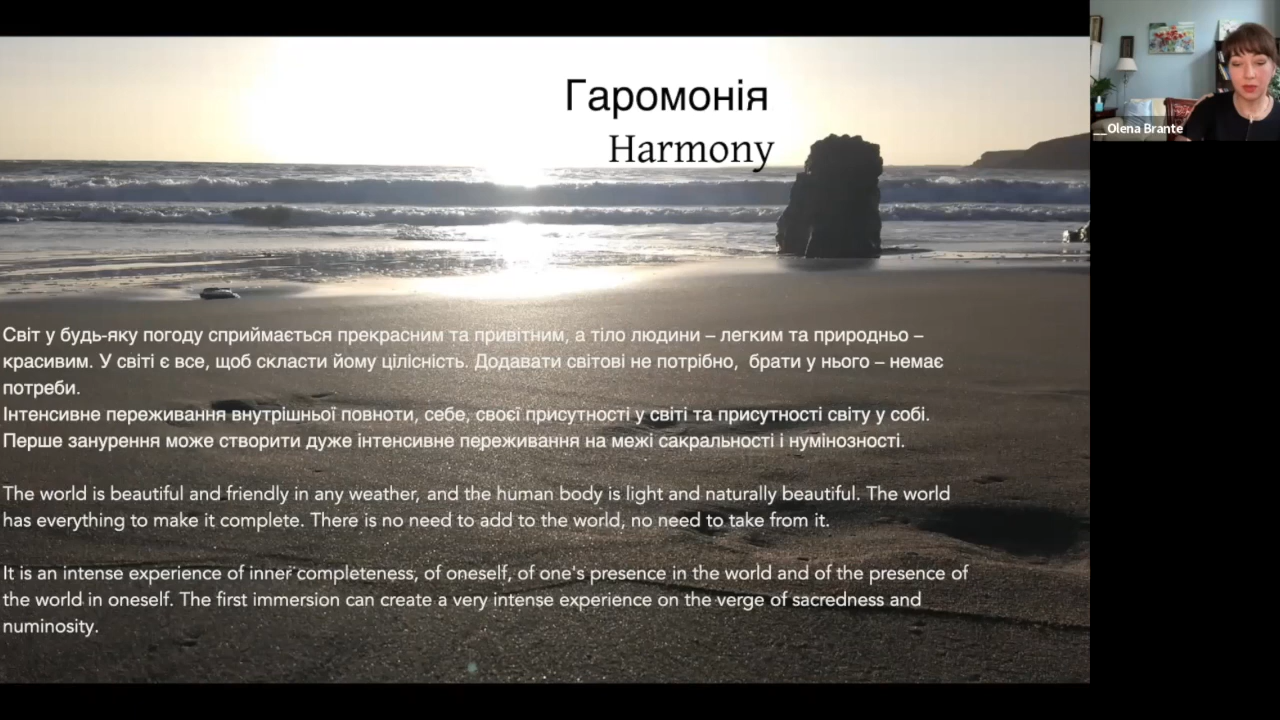 Гаромонія
Harmony
__Olena Brante
Світ у будь-яку погоду сприймається прекрасним та привітним, а тіло людини – легким та природньо –
красивим. У світі є все, щоб скласти йому цілісність. Додавати світові не потрібно,  брати у нього – немає
потреби.
Інтенсивне переживання внутрішньої повноти, себе, своєї присутності у світі та присутності світу у собі.
Перше занурення може створити дуже інтенсивне переживання на межі сакральності і нумінозності.
The world is beautiful and friendly in any weather, and the human body is light and naturally beautiful. The world
has everything to make it complete. There is no need to add to the world, no need to take from it.
It is an intense experience of inner completeness, of oneself, of one's presence in the world and of the presence of
the world in oneself. The first immersion can create a very intense experience on the verge of sacredness and
numinosity.